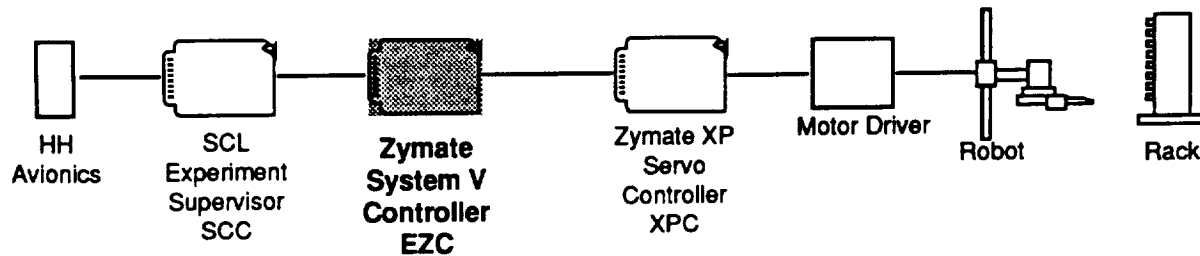 HH
Avionics
SCL
Experiment
Supervisor
SCC
Zymate
System V
Controller
EZC
Zymate XP
Servo
Controller
XPC
Motor Driver
Robot
Rack